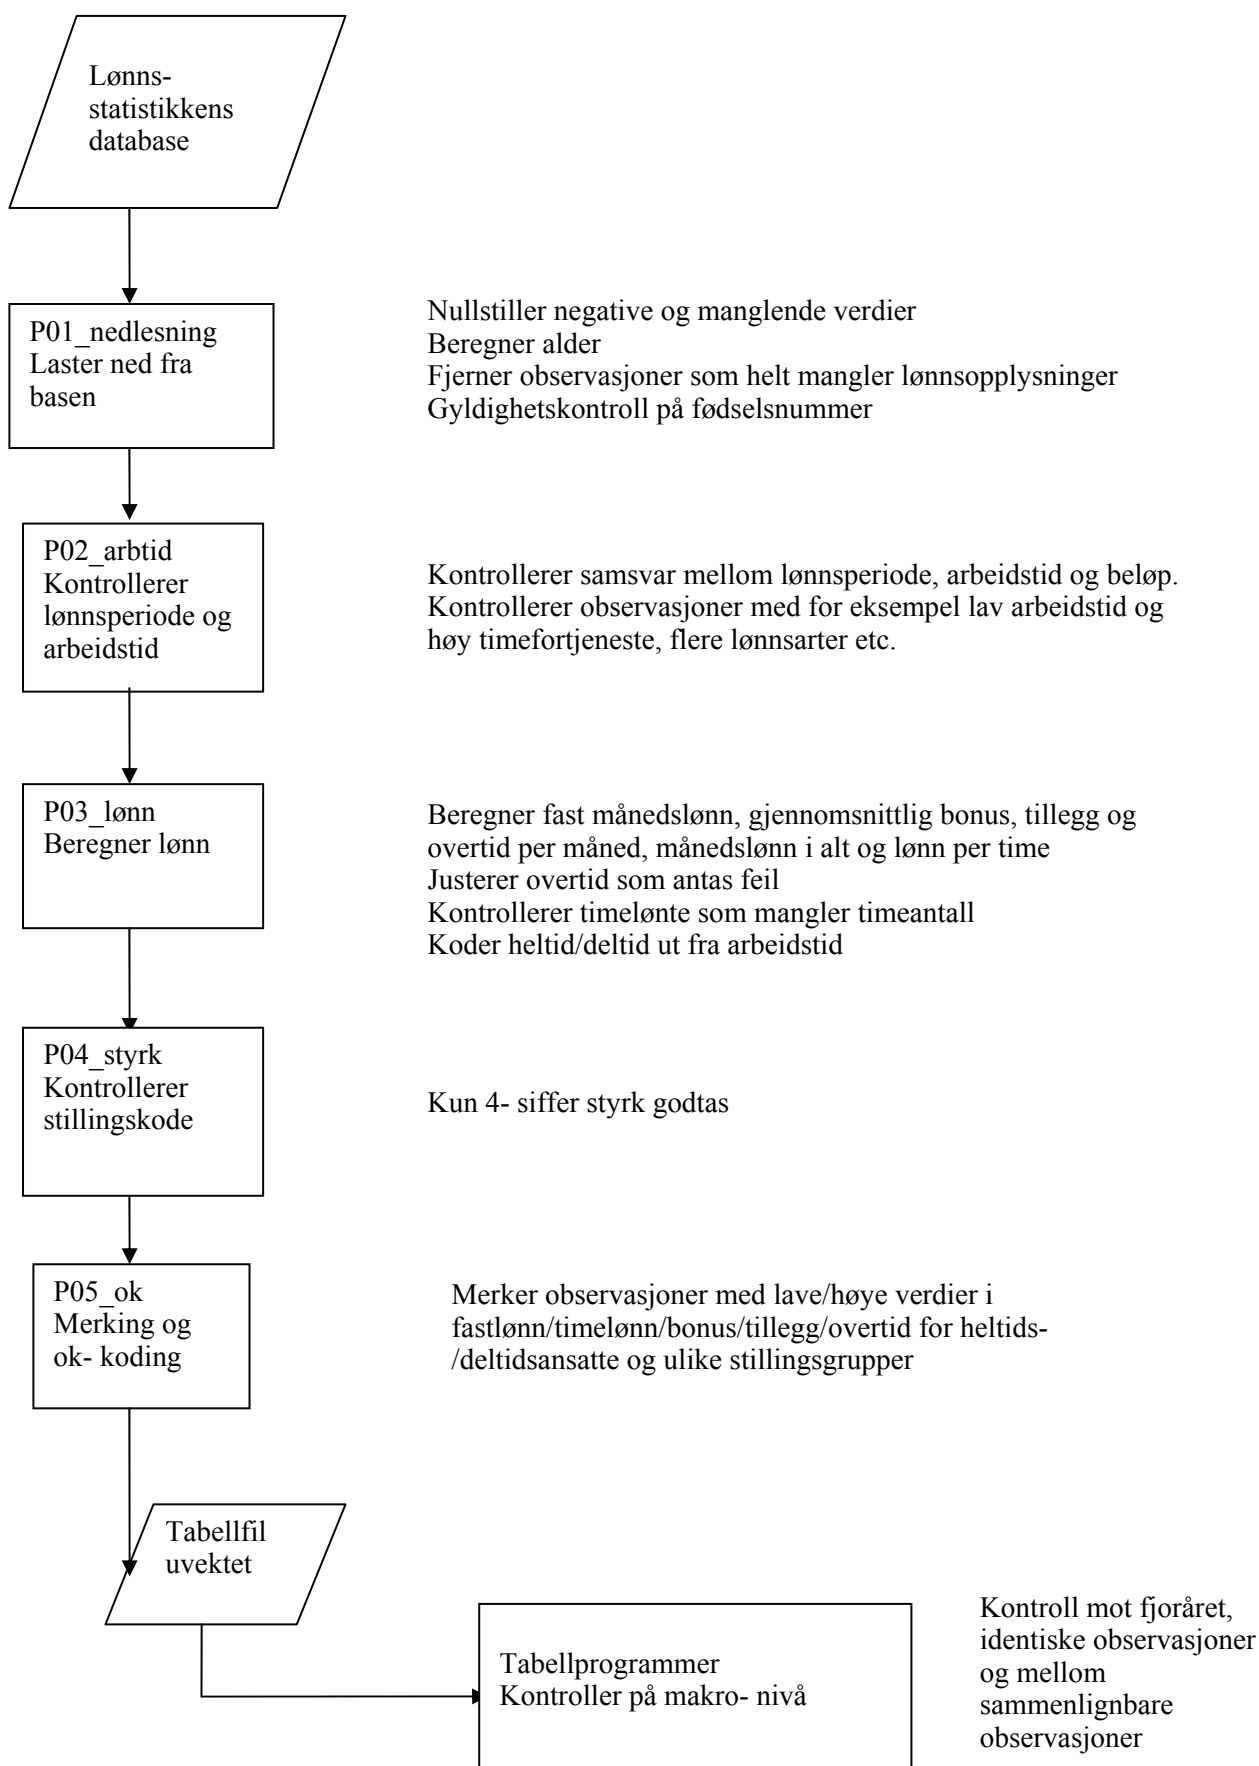 Lønns-
statistikkens
database
P01_nedlesning
Laster ned fra
basen
Nullstiller negative og manglende verdier
Beregner alder
Fjerner observasjoner som helt mangler lønnsopplysninger
Gyldighetskontroll på fødselsnummer
P02_arbtid
Kontrollerer
lønnsperiode og
arbeidstid
Kontrollerer samsvar mellom lønnsperiode, arbeidstid og beløp.
Kontrollerer observasjoner med for eksempel lav arbeidstid og
høy timefortjeneste, flere lønnsarter etc.
P03_lønn
Beregner lønn
Beregner fast månedslønn, gjennomsnittlig bonus, tillegg og
overtid per måned, månedslønn i alt og lønn per time
Justerer overtid som antas feil
Kontrollerer timelønte som mangler timeantall
Koder heltid/deltid ut fra arbeidstid
P04_styrk
Kontrollerer
stillingskode
Kun 4- siffer styrk godtas
P05_ok
Merking og
ok- koding
Merker observasjoner med lave/høye verdier i
fastlønn/timelønn/bonus/tillegg/overtid for heltids-
/deltidsansatte og ulike stillingsgrupper
Tabellfil
uvektet
Tabellprogrammer
Kontroller på makro- nivå
Kontroll mot fjoråret,
identiske observasjoner
og mellom
sammenlignbare
observasjoner